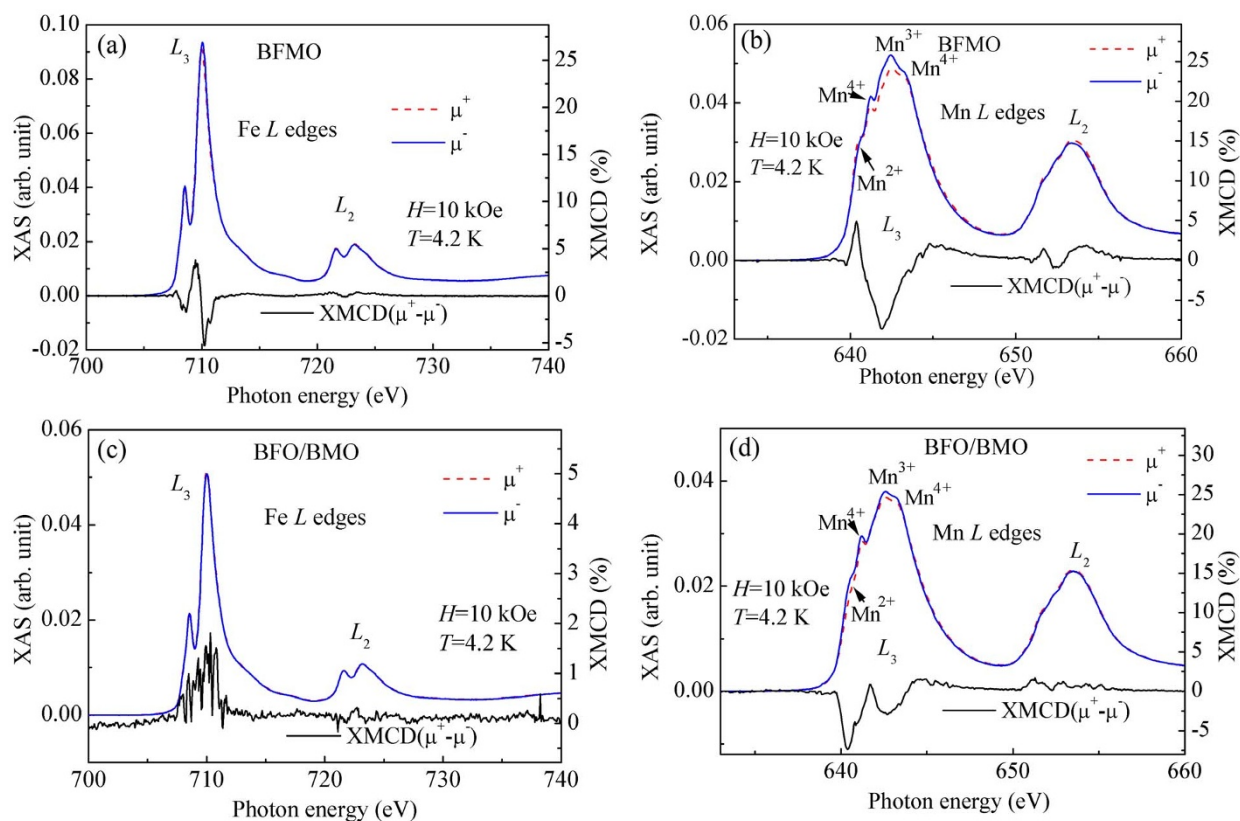 (a)
BFMO
L₃
μ⁺
μ⁻
Fe L edges
L₂
H=10 kOe
T=4.2 K
XMCD(μ⁺-μ⁻)
XAS (arb. unit)
XMCD (%)
0.10
0.08
0.06
0.04
0.02
0.00
-0.02
25
20
15
10
5
0
-5
700 710 720 730 740
Photon energy (eV)
(b)
BFMO
Mn³⁺
Mn⁴⁺
Mn⁴⁺
Mn²⁺
μ⁺
μ⁻
Mn L edges
L₂
H=10 kOe
T=4.2 K
L₃
XMCD(μ⁺-μ⁻)
XAS (arb. unit)
XMCD (%)
0.06
0.04
0.02
0.00
-0.02
25
20
15
10
5
0
-5
640 650 660
Photon energy (eV)
(c)
BFO/BMO
L₃
μ⁺
μ⁻
Fe L edges
H=10 kOe
T=4.2 K
L₂
XMCD(μ⁺-μ⁻)
XAS (arb. unit)
XMCD (%)
0.06
0.04
0.02
0.00
5
4
3
2
1
0
700 710 720 730 740
Photon energy (eV)
(d)
BFO/BMO
Mn³⁺
Mn⁴⁺
Mn⁴⁺
Mn²⁺
μ⁺
μ⁻
Mn L edges
L₂
H=10 kOe
T=4.2 K
L₃
XMCD(μ⁺-μ⁻)
XAS (arb. unit)
XMCD (%)
0.04
0.02
0.00
30
25
20
15
10
5
0
-5
640 650 660
Photon energy (eV)